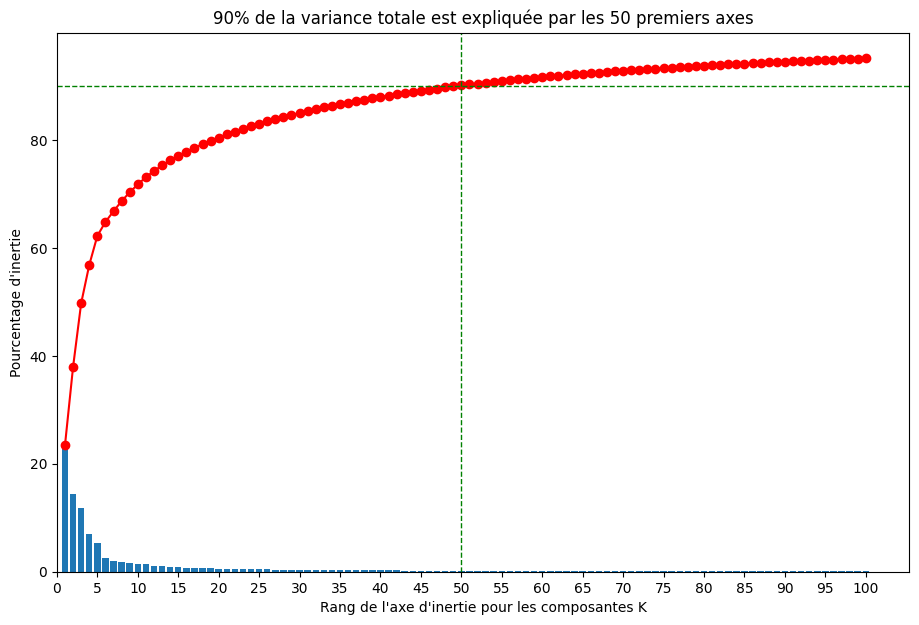 90% de la variance totale est expliquée par les 50 premiers axes
Pourcentage d'inertie
80
60
40
20
0
0 5 10 15 20 25 30 35 40 45 50 55 60 65 70 75 80 85 90 95 100
Rang de l'axe d'inertie pour les composantes K